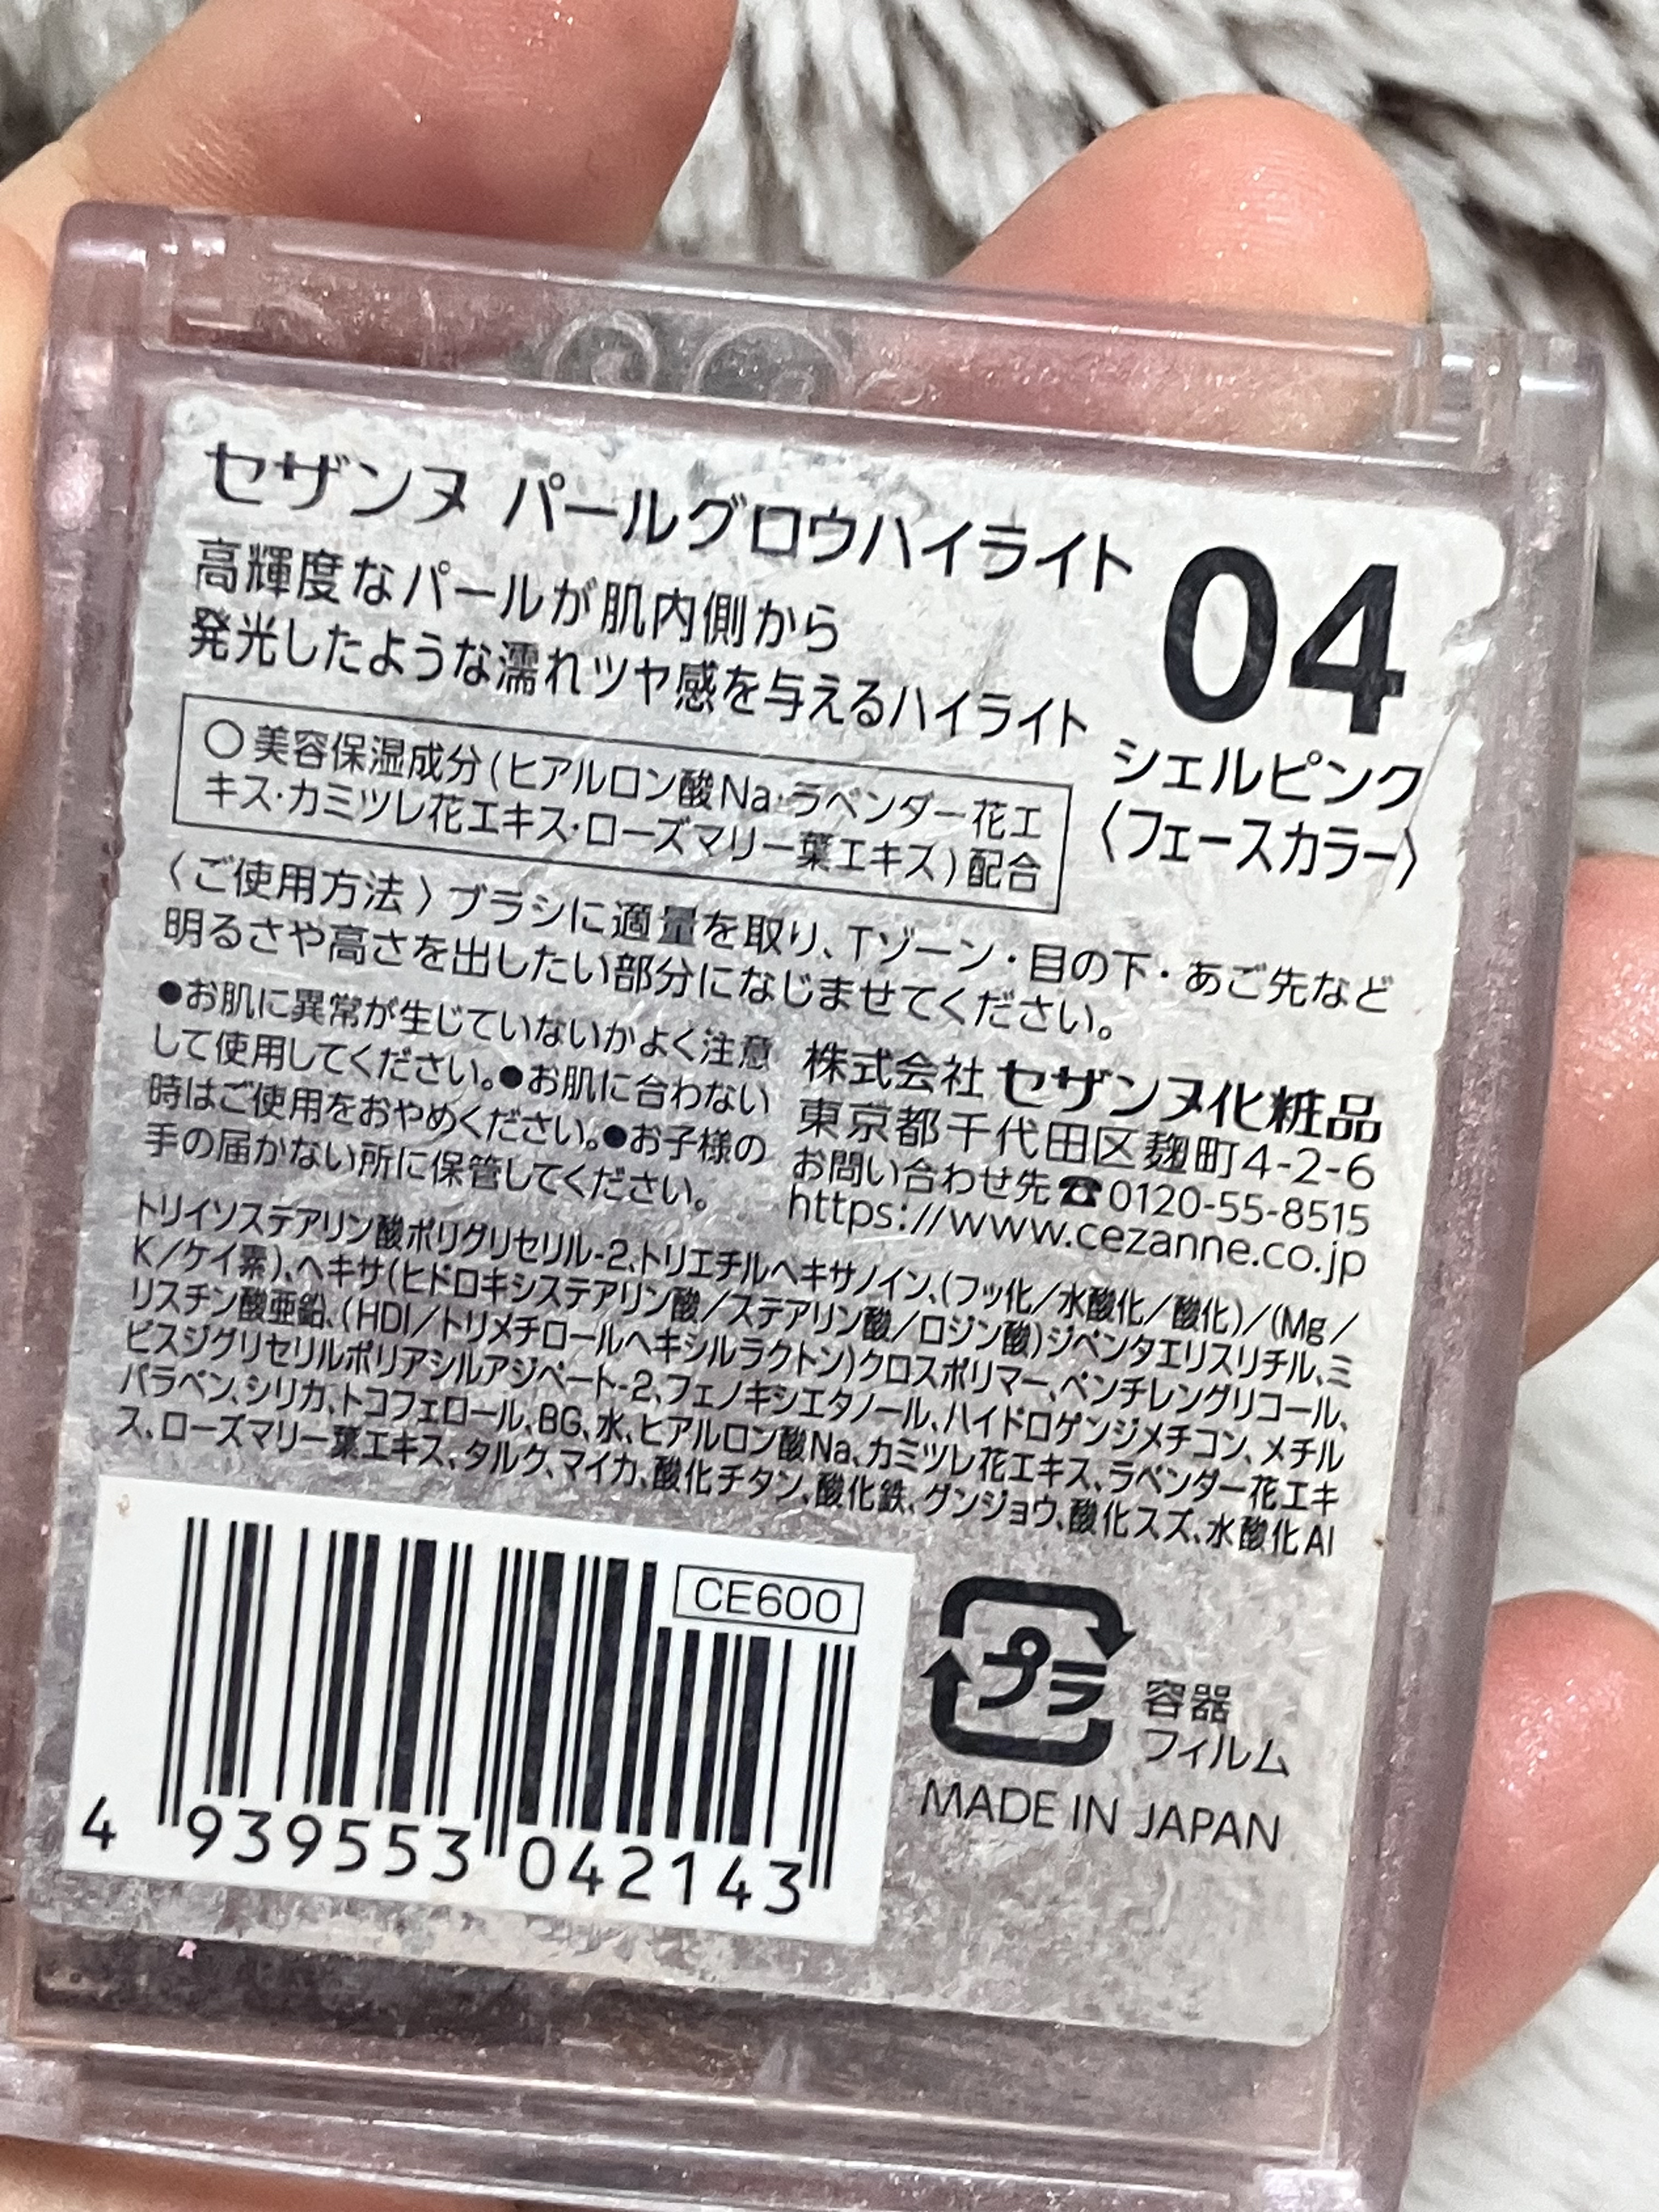 セザンヌ パールグロウハイライト
04
シェルピンク
〈フェースカラー〉
高輝度なパールが肌内側から
発光したような濡れツヤ感を与えるハイライト
○美容保湿成分(ヒアルロン酸Na・ラベンダー花エ
キス・カミツレ花エキス・ローズマリー葉エキス)配合
〈ご使用方法〉ブラシに適量を取り、Tゾーン・目の下・あご先など
明るさや高さを出したい部分になじませてください。
●お肌に異常が生じていないかよく注意
して使用してください。●お肌に合わない
時はご使用をおやめください。●お子様の
手の届かない所に保管してください。
株式会社 セザンヌ化粧品
東京都千代田区麹町4-2-6
お問い合わせ先☎0120-55-8515
https://www.cezanne.co.jp
トリイソステアリン酸ポリグリセリル-2、トリエチルヘキサノイン、(フッ化/水酸化/酸化)/(Mg/
K/ケイ素)、ヘキサ(ヒドロキシステアリン酸/ステアリン酸/ロジン酸)ジペンタエリスリチル、ミ
リスチン酸亜鉛、(HDI/トリメチロールヘキシルラクトン)クロスポリマー、ペンチレングリコール、
ビスジグリセリルポリアシルアジペート-2、フェノキシエタノール、ハイドロゲンジメチコン、メチル
パラベン、シリカ、トコフェロール、BG、水、ヒアルロン酸Na、カミツレ花エキス、ラベンダー花エキ
ス、ローズマリー葉エキス、タルク、マイカ、酸化チタン、酸化鉄、グンジョウ、酸化スズ、水酸化Al
CE600
4 939553 042143
プラ
容器
フィルム
MADE IN JAPAN